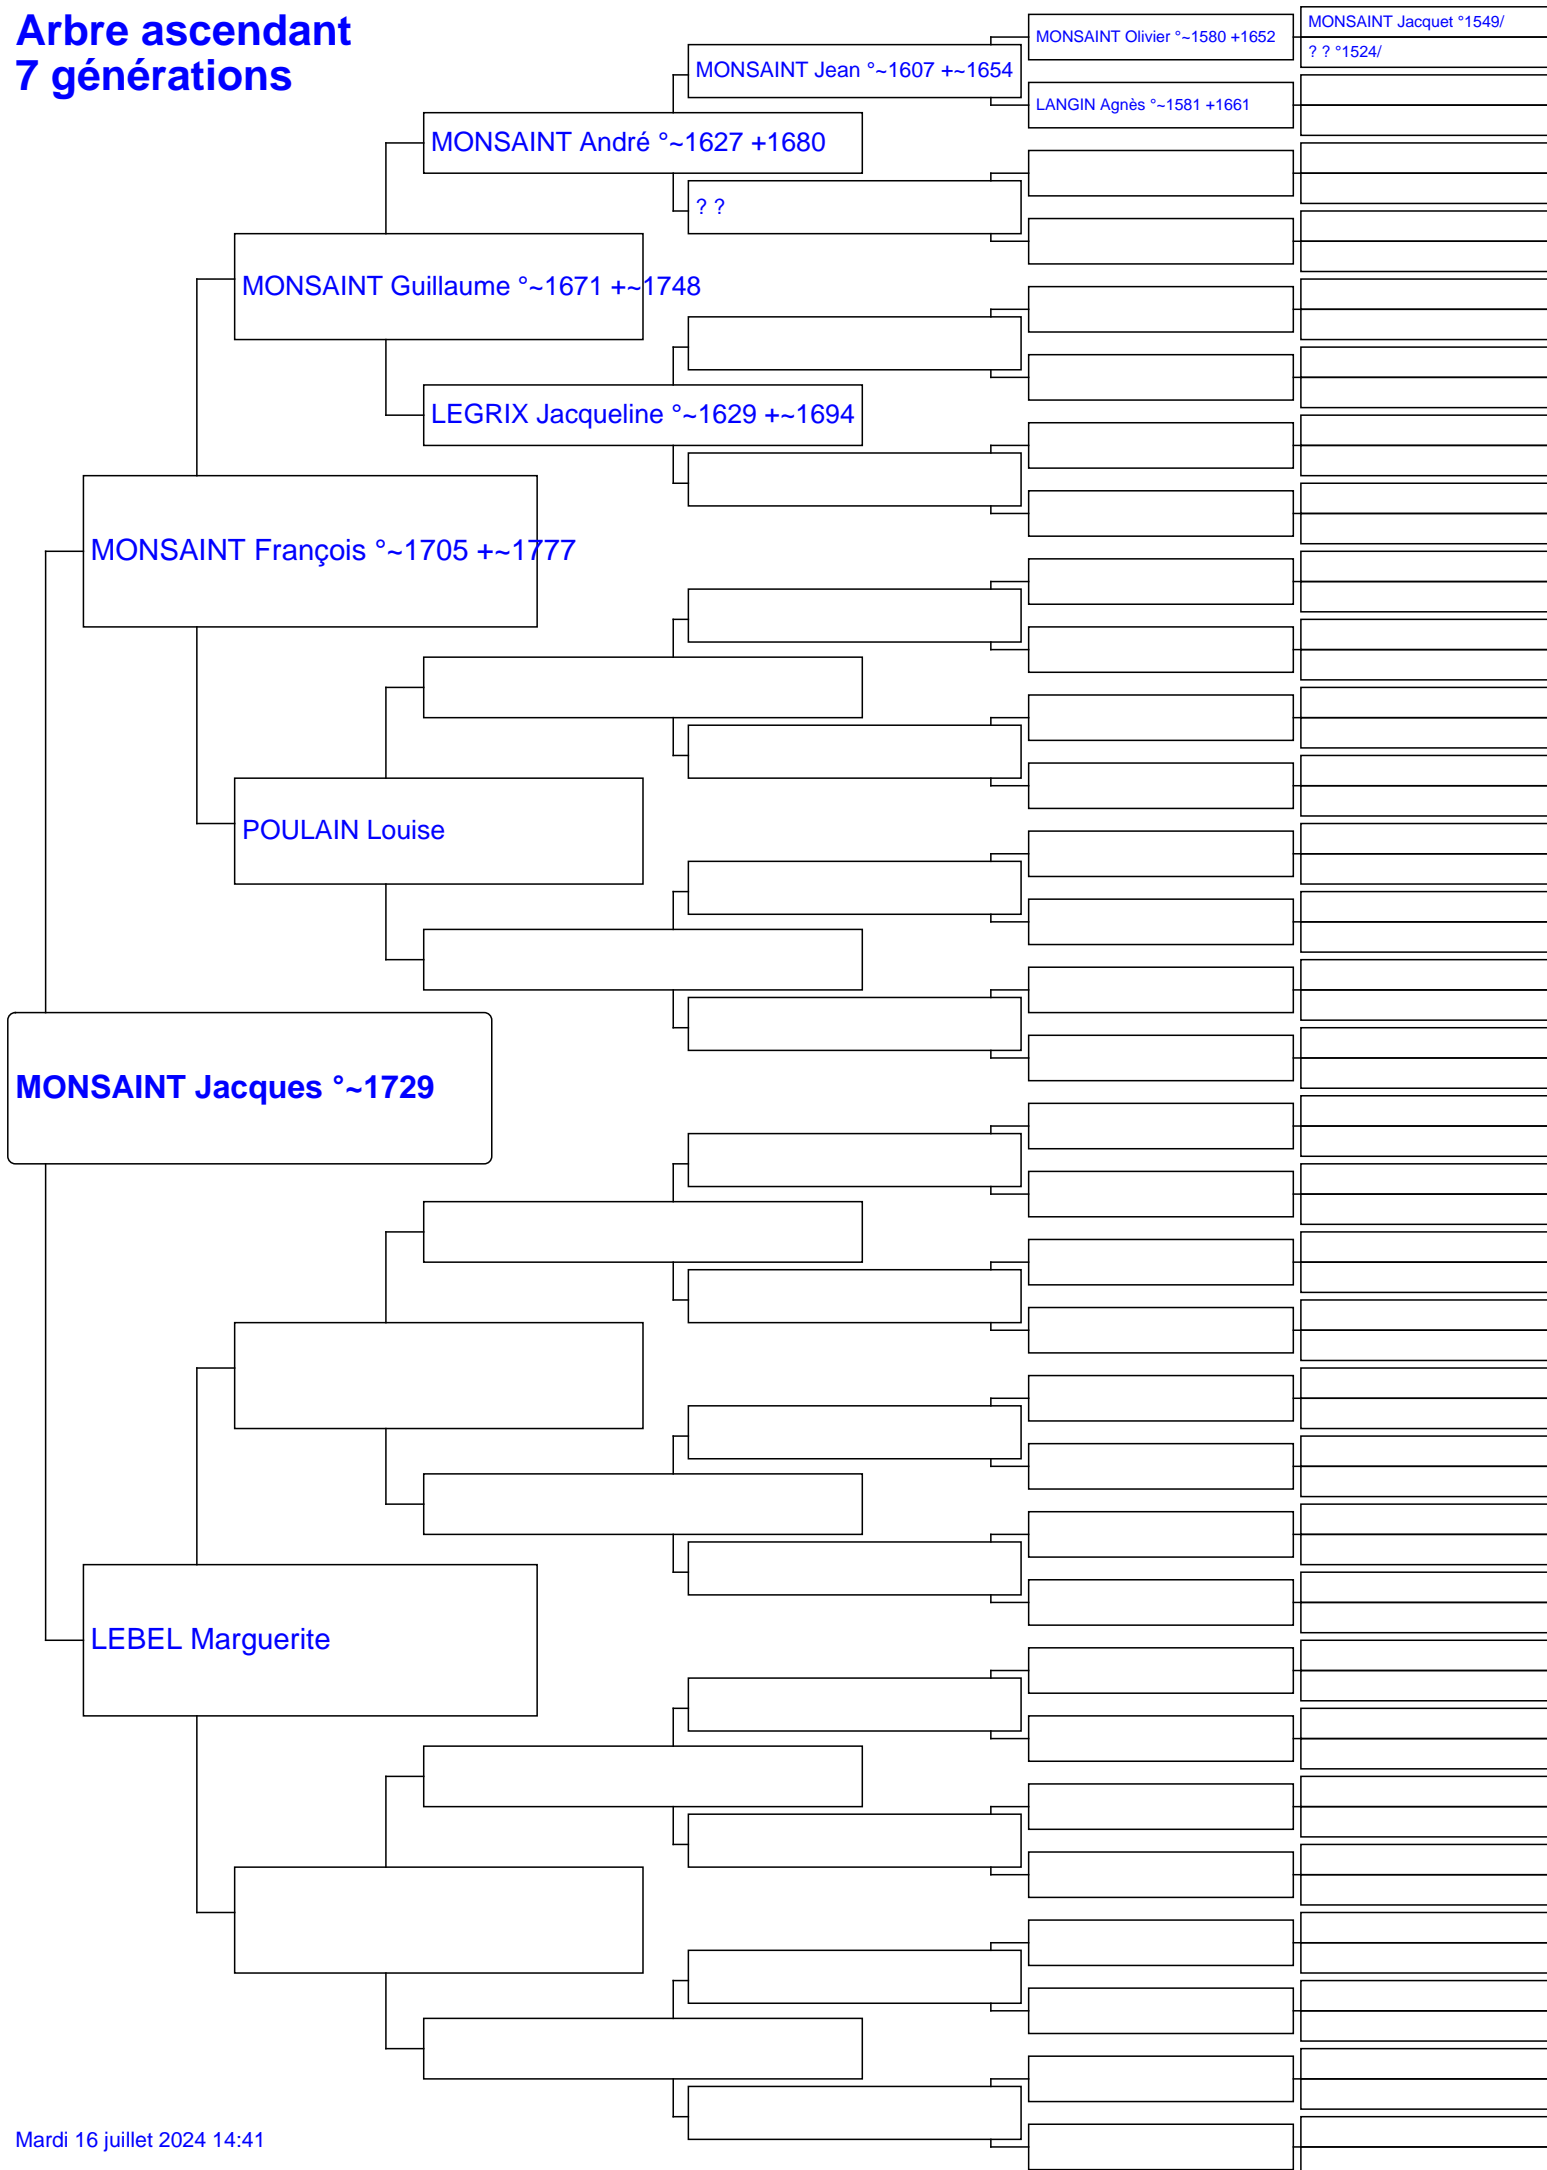 Arbre ascendant
7 générations
MONSAINT Jacquet °1549/
MONSAINT Olivier °~1580 +1652
? ? °1524/
MONSAINT Jean °~1607 +~1654
LANGIN Agnès °~1581 +1661
MONSAINT André °~1627 +1680
? ?
MONSAINT Guillaume °~1671 +~1748
LEGRIX Jacqueline °~1629 +~1694
MONSAINT François °~1705 +~1777
POULAIN Louise
MONSAINT Jacques °~1729
LEBEL Marguerite
Mardi 16 juillet 2024 14:41